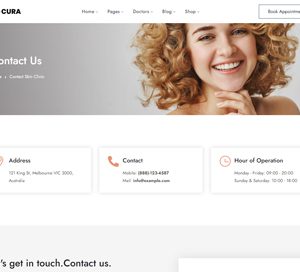 CURA
Home Pages Doctors Blog Shop
Book Appointme
ontact Us
Contact Skin Clinic
Address
Contact
Hour of Operation
121 King St, Melbourne VIC 3000,
Australia
Mobile: (888)-123-4587
Mail: info@example.com
Monday - Friday: 09:00 - 20:00
Sunday & Saturday: 10:00 - 18:00
's get in touch.Contact us.